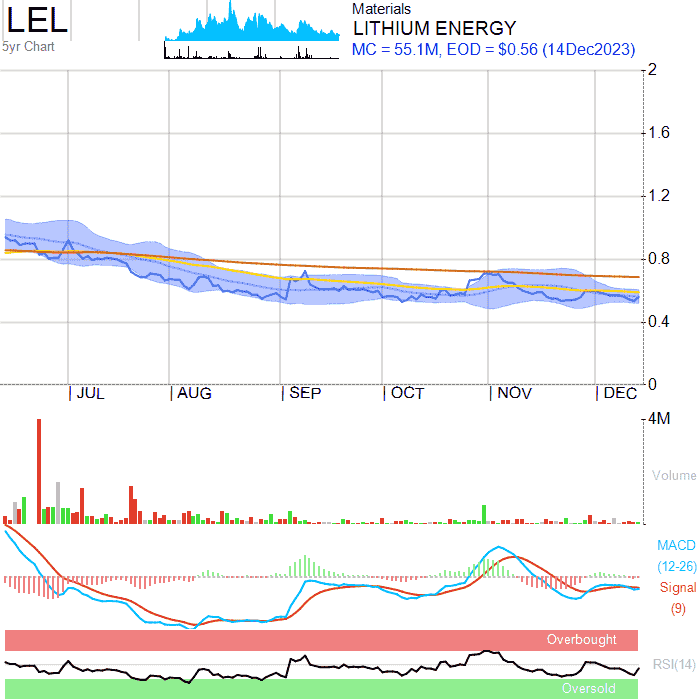 LEL
5yr Chart
Materials
LITHIUM ENERGY
MC = 55.1M, EOD = $0.56 (14Dec2023)
2
1.6
1.2
0.8
0.4
0
JUL AUG SEP OCT NOV DEC
4M
Volume
MACD
(12-26)
Signal
(9)
Overbought
RSI(14)
Oversold